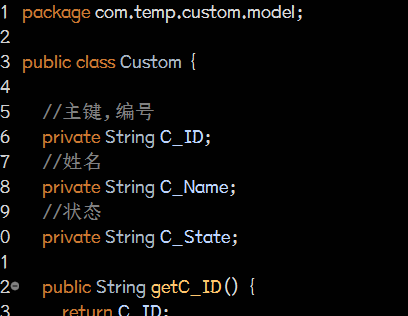 1 package com.temp.custom.model;
2
3 public class Custom {
4
5 //主键,编号
6 private String C_ID;
7 //姓名
8 private String C_Name;
9 //状态
0 private String C_State;
1
2 public String getC_ID() {
3 return C_ID;